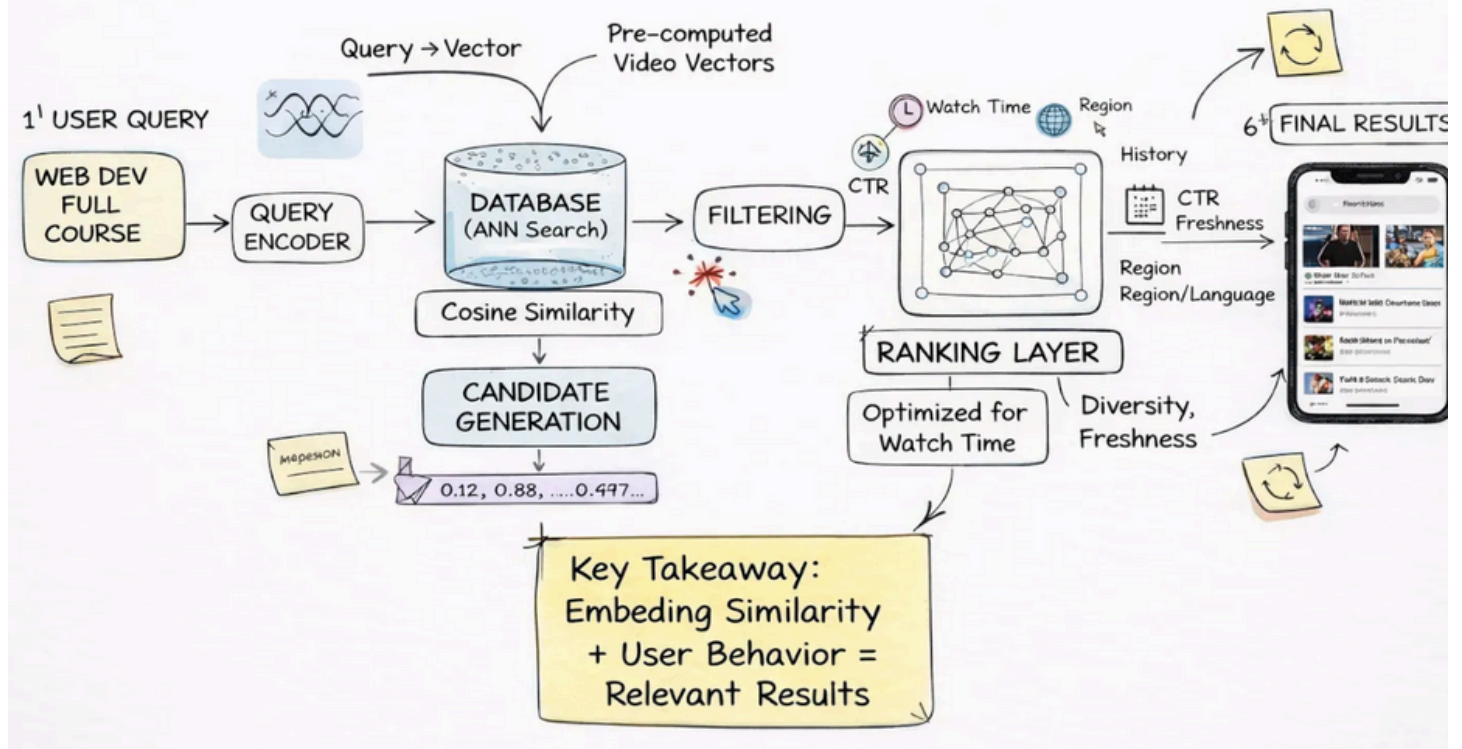 Query → Vector
Pre-computed
Video Vectors
1' USER QUERY
WEB DEV
FULL
COURSE
QUERY
ENCODER
DATABASE
(ANN Search)
Cosine Similarity
CANDIDATE
GENERATION
0.12, 0.88, .....0.497...
FILTERING
Watch Time
Region
CTR
History
CTR
Freshness
Region
Region/Language
RANKING LAYER
Optimized for
Watch Time
Diversity,
Freshness
6+ FINAL RESULTS
Key Takeaway:
Embeding Similarity
+ User Behavior =
Relevant Results